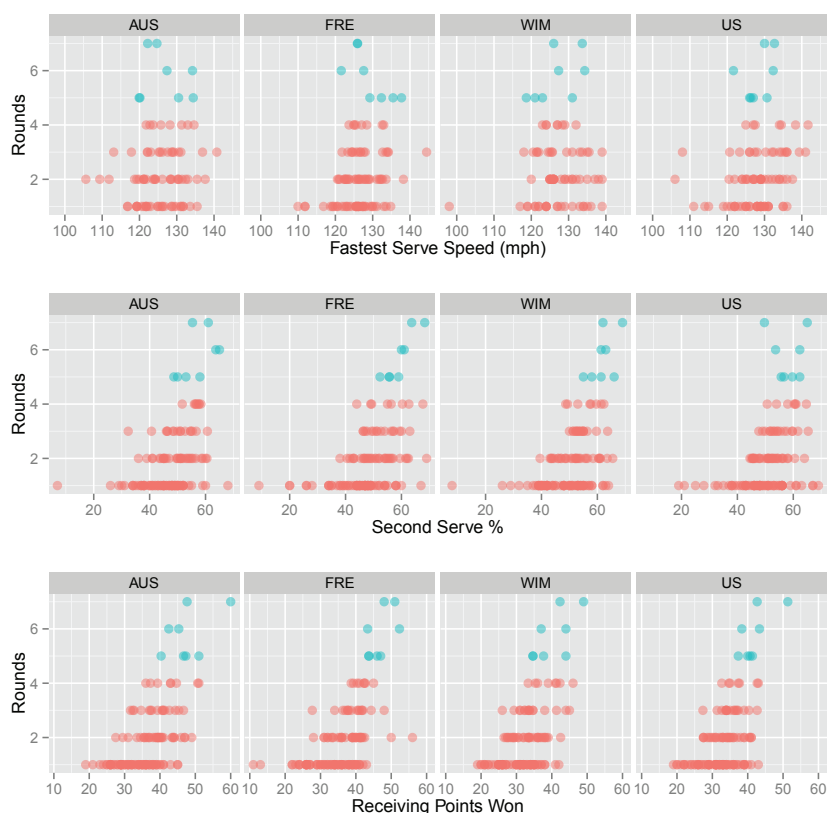 AUS FRE WIM US
Rounds
6
4
2
100 110 120 130 140 100 110 120 130 140 100 110 120 130 140 100 110 120 130 140
Fastest Serve Speed (mph)
AUS FRE WIM US
Rounds
6
4
2
20 40 60 20 40 60 20 40 60 20 40 60
Second Serve %
AUS FRE WIM US
Rounds
6
4
2
10 20 30 40 50 60 10 20 30 40 50 60 10 20 30 40 50 60 10 20 30 40 50 60
Receiving Points Won